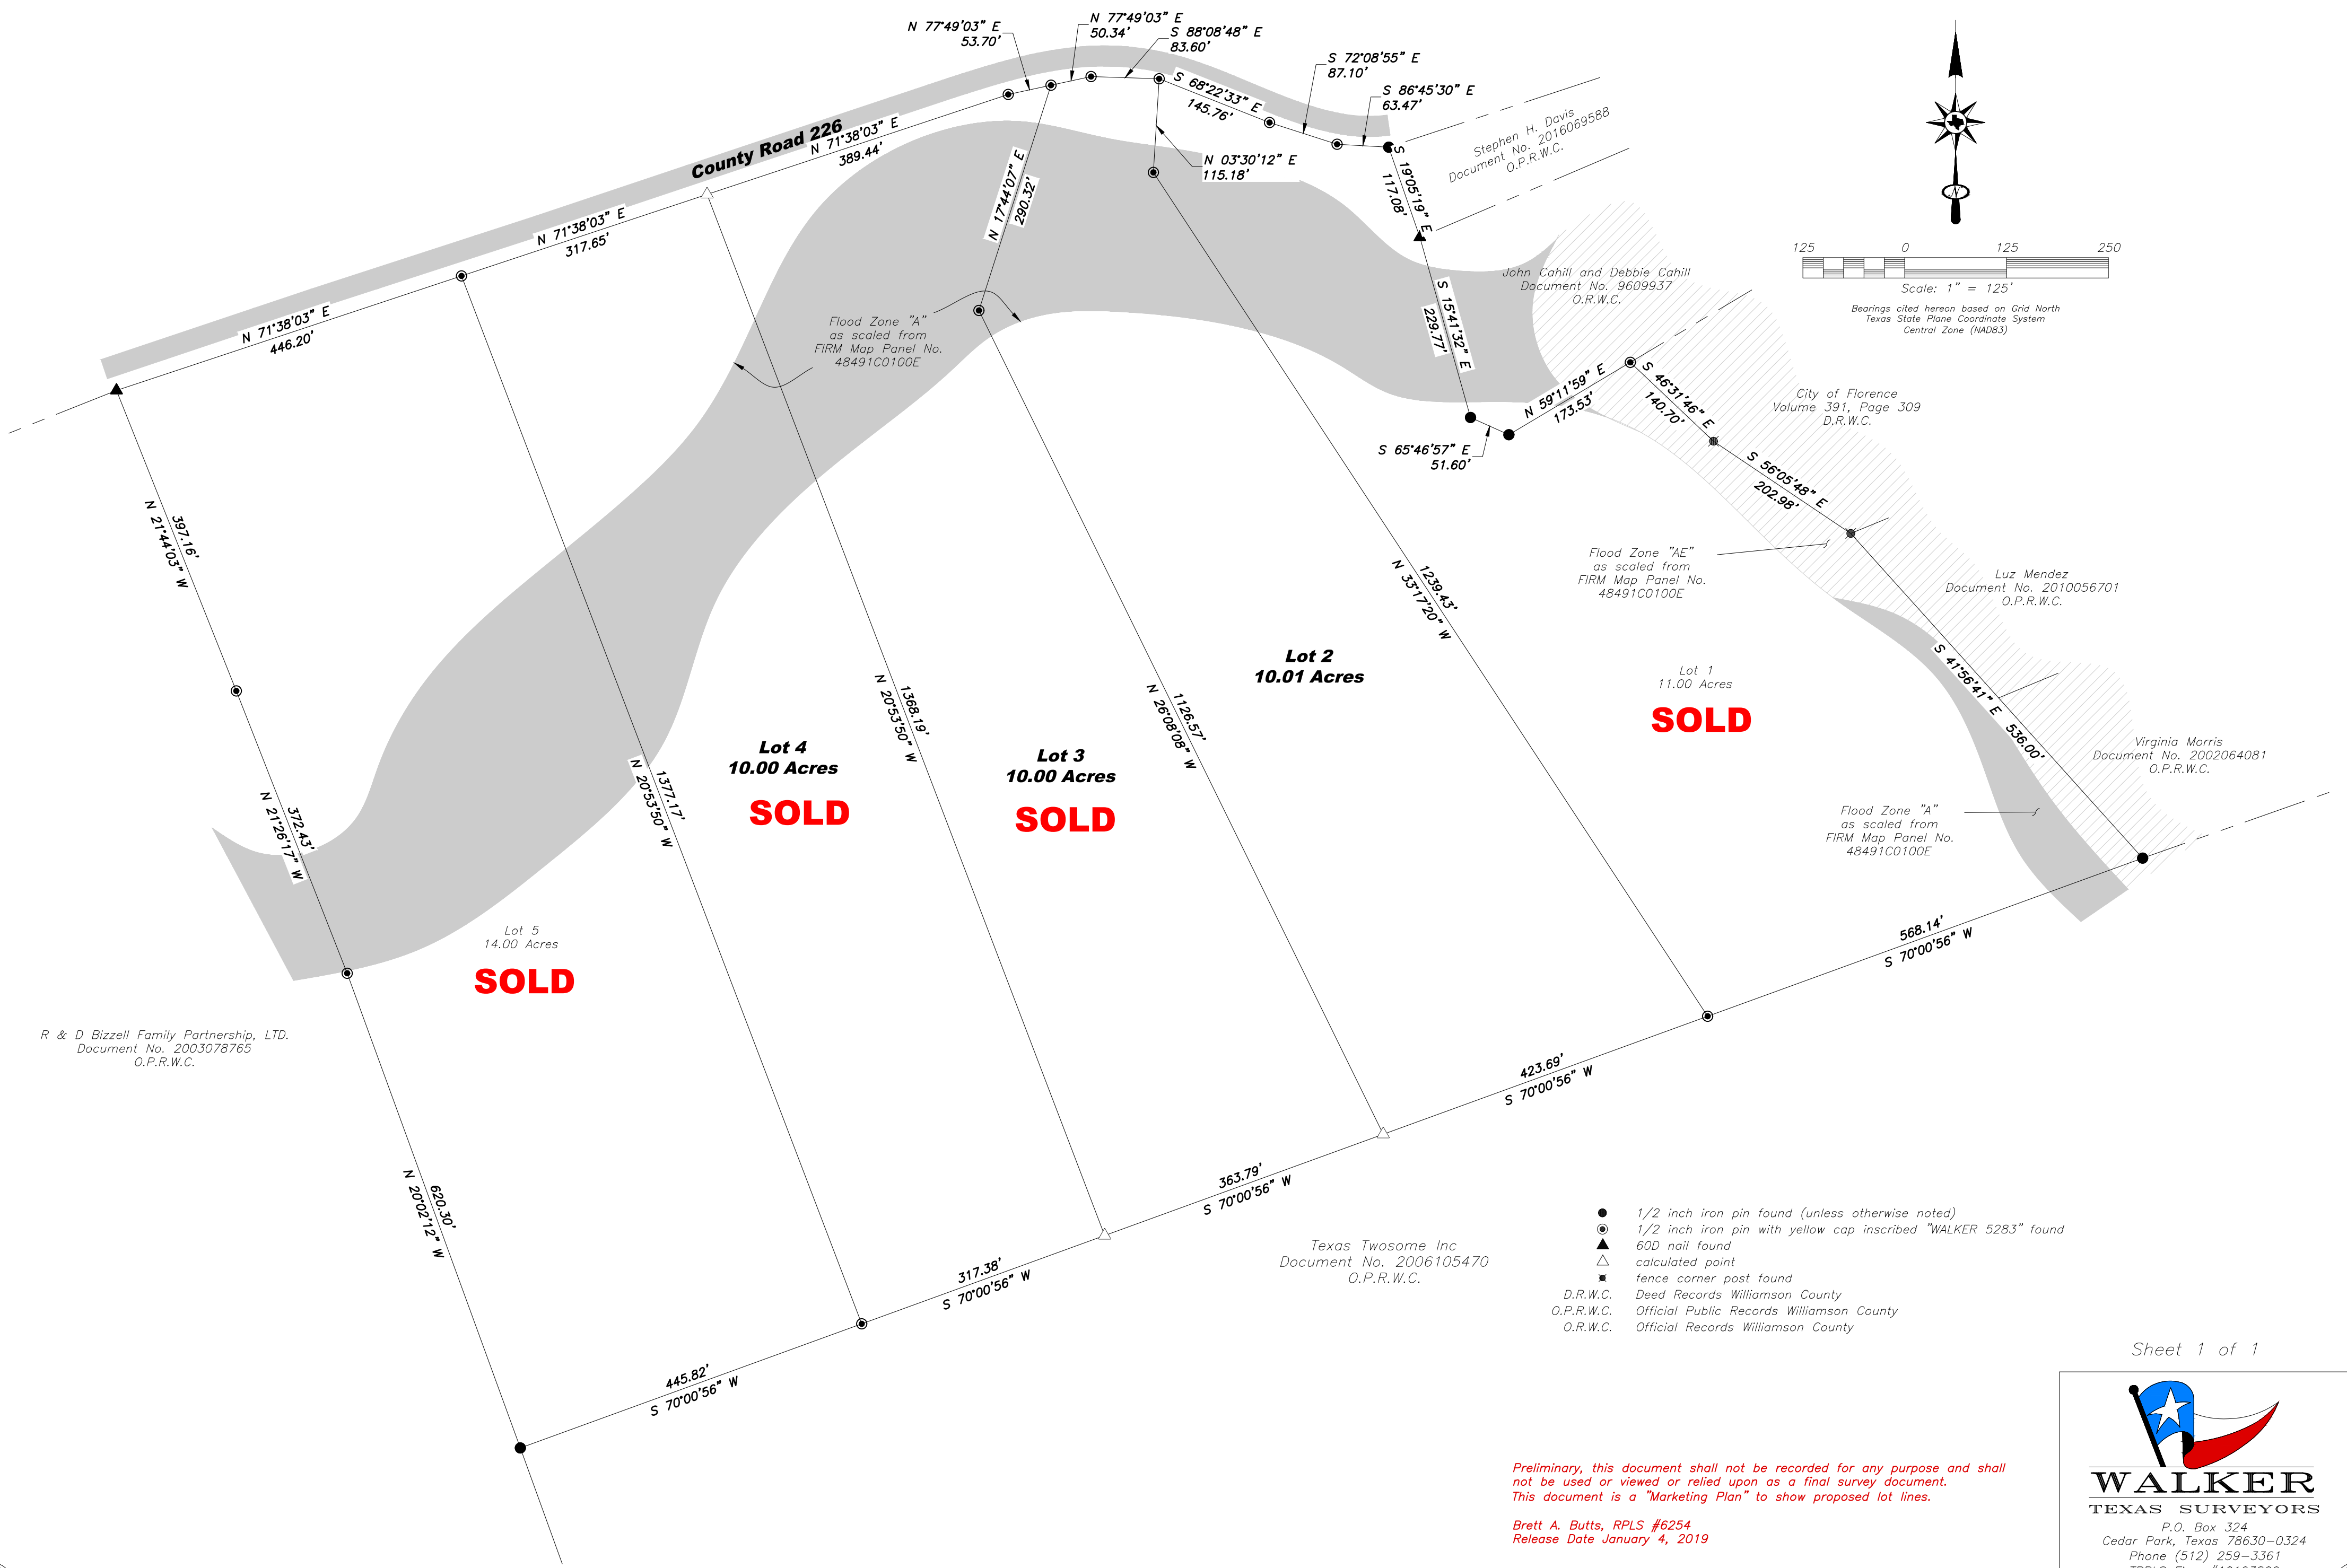 N 77°49'03" E
53.70'
N 77°49'03" E
50.34'
S 88°08'48" E
83.60'
S 68°22'33" E
145.76'
S 72°08'55" E
87.10'
S 86°45'30" E
63.47'
County Road 226
N 71°38'03" E
389.44'
N 71°38'03" E
317.65'
N 71°38'03" E
446.20'
N 17°44'07" E
290.32'
N 03°30'12" E
115.18'
S 19°05'19" E
117.08'
Stephen H. Davis
Document No. 2016069588
O.P.R.W.C.
N
125 0 125 250
Scale: 1" = 125'
Bearings cited hereon based on Grid North
Texas State Plane Coordinate System
Central Zone (NAD83)
John Cahill and Debbie Cahill
Document No. 9609937
O.R.W.C.
S 15°41'32" E
229.77'
Flood Zone "A"
as scaled from
FIRM Map Panel No.
48491C0100E
N 59°11'59" E
173.53'
S 65°46'57" E
51.60'
S 46°31'46" E
140.70'
City of Florence
Volume 391, Page 309
D.R.W.C.
S 56°05'48" E
202.98'
Flood Zone "AE"
as scaled from
FIRM Map Panel No.
48491C0100E
Luz Mendez
Document No. 2010056701
O.P.R.W.C.
397.16'
N 21°44'03" W
372.43'
N 21°26'17" W
1377.17'
N 20°53'50" W
1368.19'
N 20°53'50" W
1126.57'
N 26°08'08" W
1239.43'
N 33°17'20" W
Lot 4
10.00 Acres
SOLD
Lot 3
10.00 Acres
SOLD
Lot 2
10.01 Acres
Lot 1
11.00 Acres
SOLD
S 41°56'41" E 536.00'
Virginia Morris
Document No. 2002064081
O.P.R.W.C.
Flood Zone "A"
as scaled from
FIRM Map Panel No.
48491C0100E
Lot 5
14.00 Acres
SOLD
568.14'
S 70°00'56" W
R & D Bizzell Family Partnership, LTD.
Document No. 2003078765
O.P.R.W.C.
423.69'
S 70°00'56" W
363.79'
S 70°00'56" W
620.30'
N 20°02'12" W
317.38'
S 70°00'56" W
445.82'
S 70°00'56" W
Texas Twosome Inc
Document No. 2006105470
O.P.R.W.C.
1/2 inch iron pin found (unless otherwise noted)
1/2 inch iron pin with yellow cap inscribed "WALKER 5283" found
60D nail found
calculated point
fence corner post found
D.R.W.C. Deed Records Williamson County
O.P.R.W.C. Official Public Records Williamson County
O.R.W.C. Official Records Williamson County
Sheet 1 of 1
Preliminary, this document shall not be recorded for any purpose and shall
not be used or viewed or relied upon as a final survey document.
This document is a "Marketing Plan" to show proposed lot lines.
Brett A. Butts, RPLS #6254
Release Date January 4, 2019
WALKER
TEXAS SURVEYORS
P.O. Box 324
Cedar Park, Texas 78630-0324
Phone (512) 259-3361